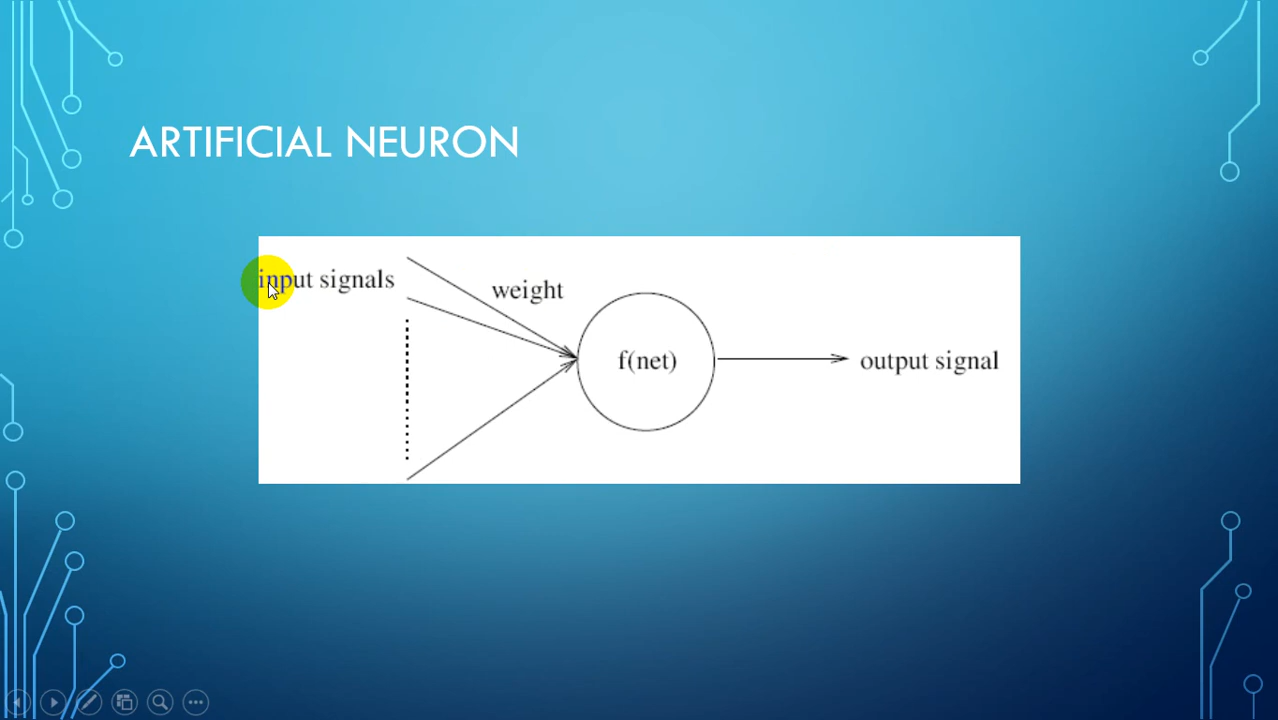 ARTIFICIAL NEURON
input signals
weight
f(net)
output signal